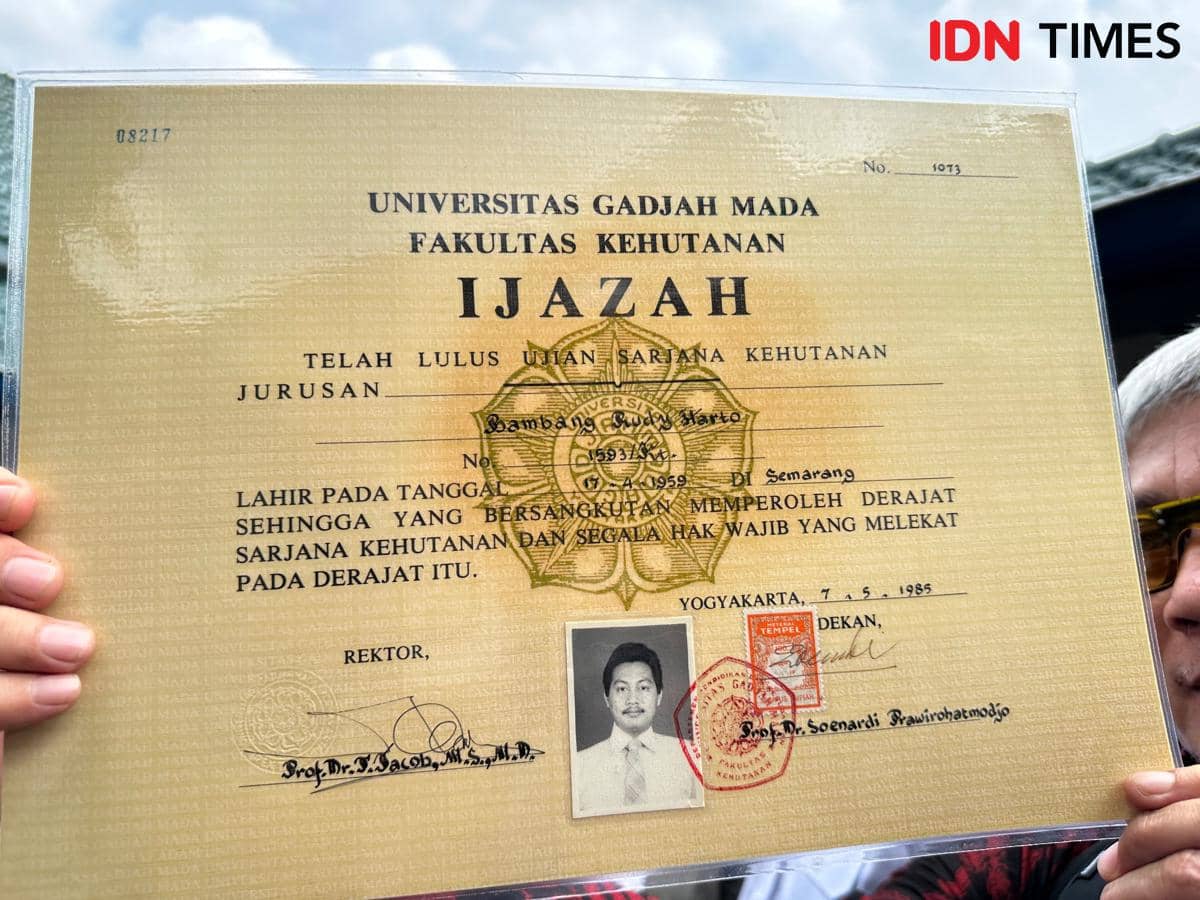 IDN TIMES
08217
No. 1073
UNIVERSITAS GADJAH MADA
FAKULTAS KEHUTANAN
IJAZAH
TELAH LULUS UJIAN SARJANA KEHUTANAN
JURUSAN
Bambang Rudy Harto
No. 1593/
LAHIR PADA TANGGAL 17-4-1959 DI Semarang
SEHINGGA YANG BERSANGKUTAN MEMPEROLEH DERAJAT
SARJANA KEHUTANAN DAN SEGALA HAK WAJIB YANG MELEKAT
PADA DERAJAT ITU.
YOGYAKARTA, 7 . 5 . 1985
REKTOR,
DEKAN,
TEMPEL
FAKULTAS
KEHUTANAN
Prof. Dr. T. Jacob, M.S., M.D.
Prof. Dr. Soenardi Prawirohatmodjo